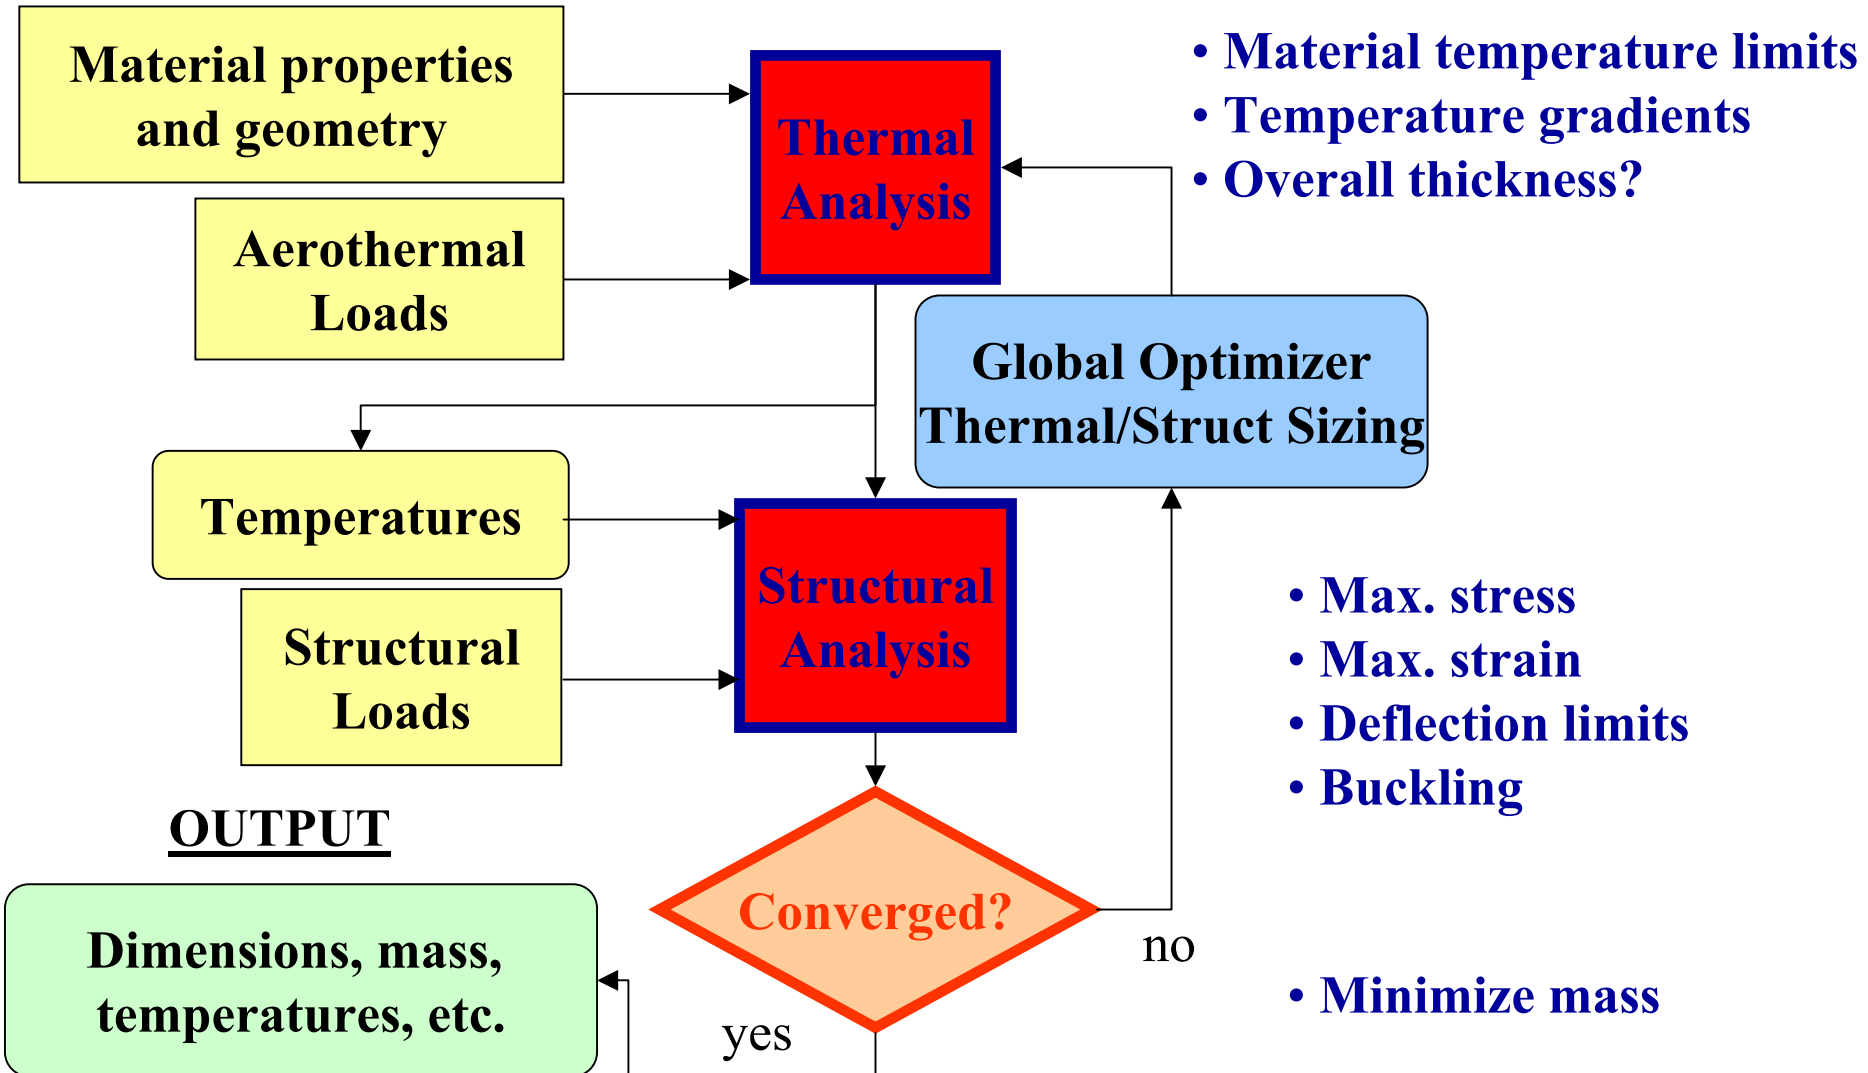 Material properties
and geometry
Thermal
Analysis
• Material temperature limits
• Temperature gradients
• Overall thickness?
Aerothermal
Loads
Global Optimizer
Thermal/Struct Sizing
Temperatures
Structural
Analysis
Structural
Loads
• Max. stress
• Max. strain
• Deflection limits
• Buckling
OUTPUT
Converged?
no
Dimensions, mass,
temperatures, etc.
yes
• Minimize mass